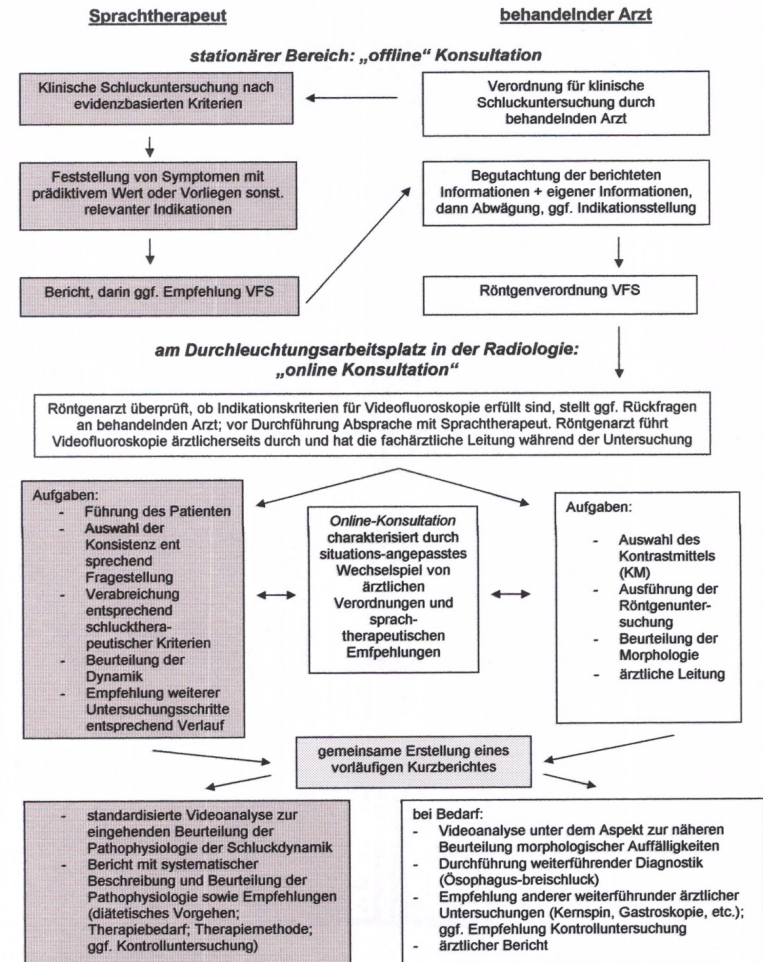 Sprachtherapeut
behandelnder Arzt
stationärer Bereich: „offline“ Konsultation
Klinische Schluckuntersuchung nach
evidenzbasierten Kriterien
Verordnung für klinische
Schluckuntersuchung durch
behandelnden Arzt
Feststellung von Symptomen mit
prädiktivem Wert oder Vorliegen sonst.
relevanter Indikationen
Begutachtung der berichteten
Informationen + eigener Informationen,
dann Abwägung, ggf. Indikationsstellung
Bericht, darin ggf. Empfehlung VFS
Röntgenverordnung VFS
am Durchleuchtungsarbeitsplatz in der Radiologie:
„online Konsultation“
Röntgenarzt überprüft, ob Indikationskriterien für Videofluoroskopie erfüllt sind, stellt ggf. Rückfragen
an behandelnden Arzt; vor Durchführung Absprache mit Sprachtherapeut. Röntgenarzt führt
Videofluoroskopie ärztlicherseits durch und hat die fachärztliche Leitung während der Untersuchung
Aufgaben:
- Führung des Patienten
- Auswahl der
Konsistenz ent
sprechend
Fragestellung
- Verabreichung
entsprechend
schluckthera-
peutischer Kriterien
- Beurteilung der
Dynamik
- Empfehlung weiterer
Untersuchungsschritte
entsprechend Verlauf
Online-Konsultation
charakterisiert durch
situations-angepasstes
Wechselspiel von
ärztlichen
Verordnungen und
sprach-
therapeutischen
Emfpehlungen
Aufgaben:
- Auswahl des
Kontrastmittels
(KM)
- Ausführung der
Röntgenunter-
suchung
- Beurteilung der
Morphologie
- ärztliche Leitung
gemeinsame Erstellung eines
vorläufigen Kurzberichtes
- standardisierte Videoanalyse zur
eingehenden Beurteilung der
Pathophysiologie der Schluckdynamik
- Bericht mit systematischer
Beschreibung und Beurteilung der
Pathophysiologie sowie Empfehlungen
(diätetisches Vorgehen;
Therapiebedarf; Therapiemethode;
ggf. Kontrolluntersuchung)
bei Bedarf:
- Videoanalyse unter dem Aspekt zur näheren
Beurteilung morphologischer Auffälligkeiten
- Durchführung weiterführender Diagnostik
(Ösophagus-breischluck)
- Empfehlung anderer weiterführunder ärztlicher
Untersuchungen (Kernspin, Gastroskopie, etc.);
ggf. Empfehlung Kontrolluntersuchung
- ärztlicher Bericht